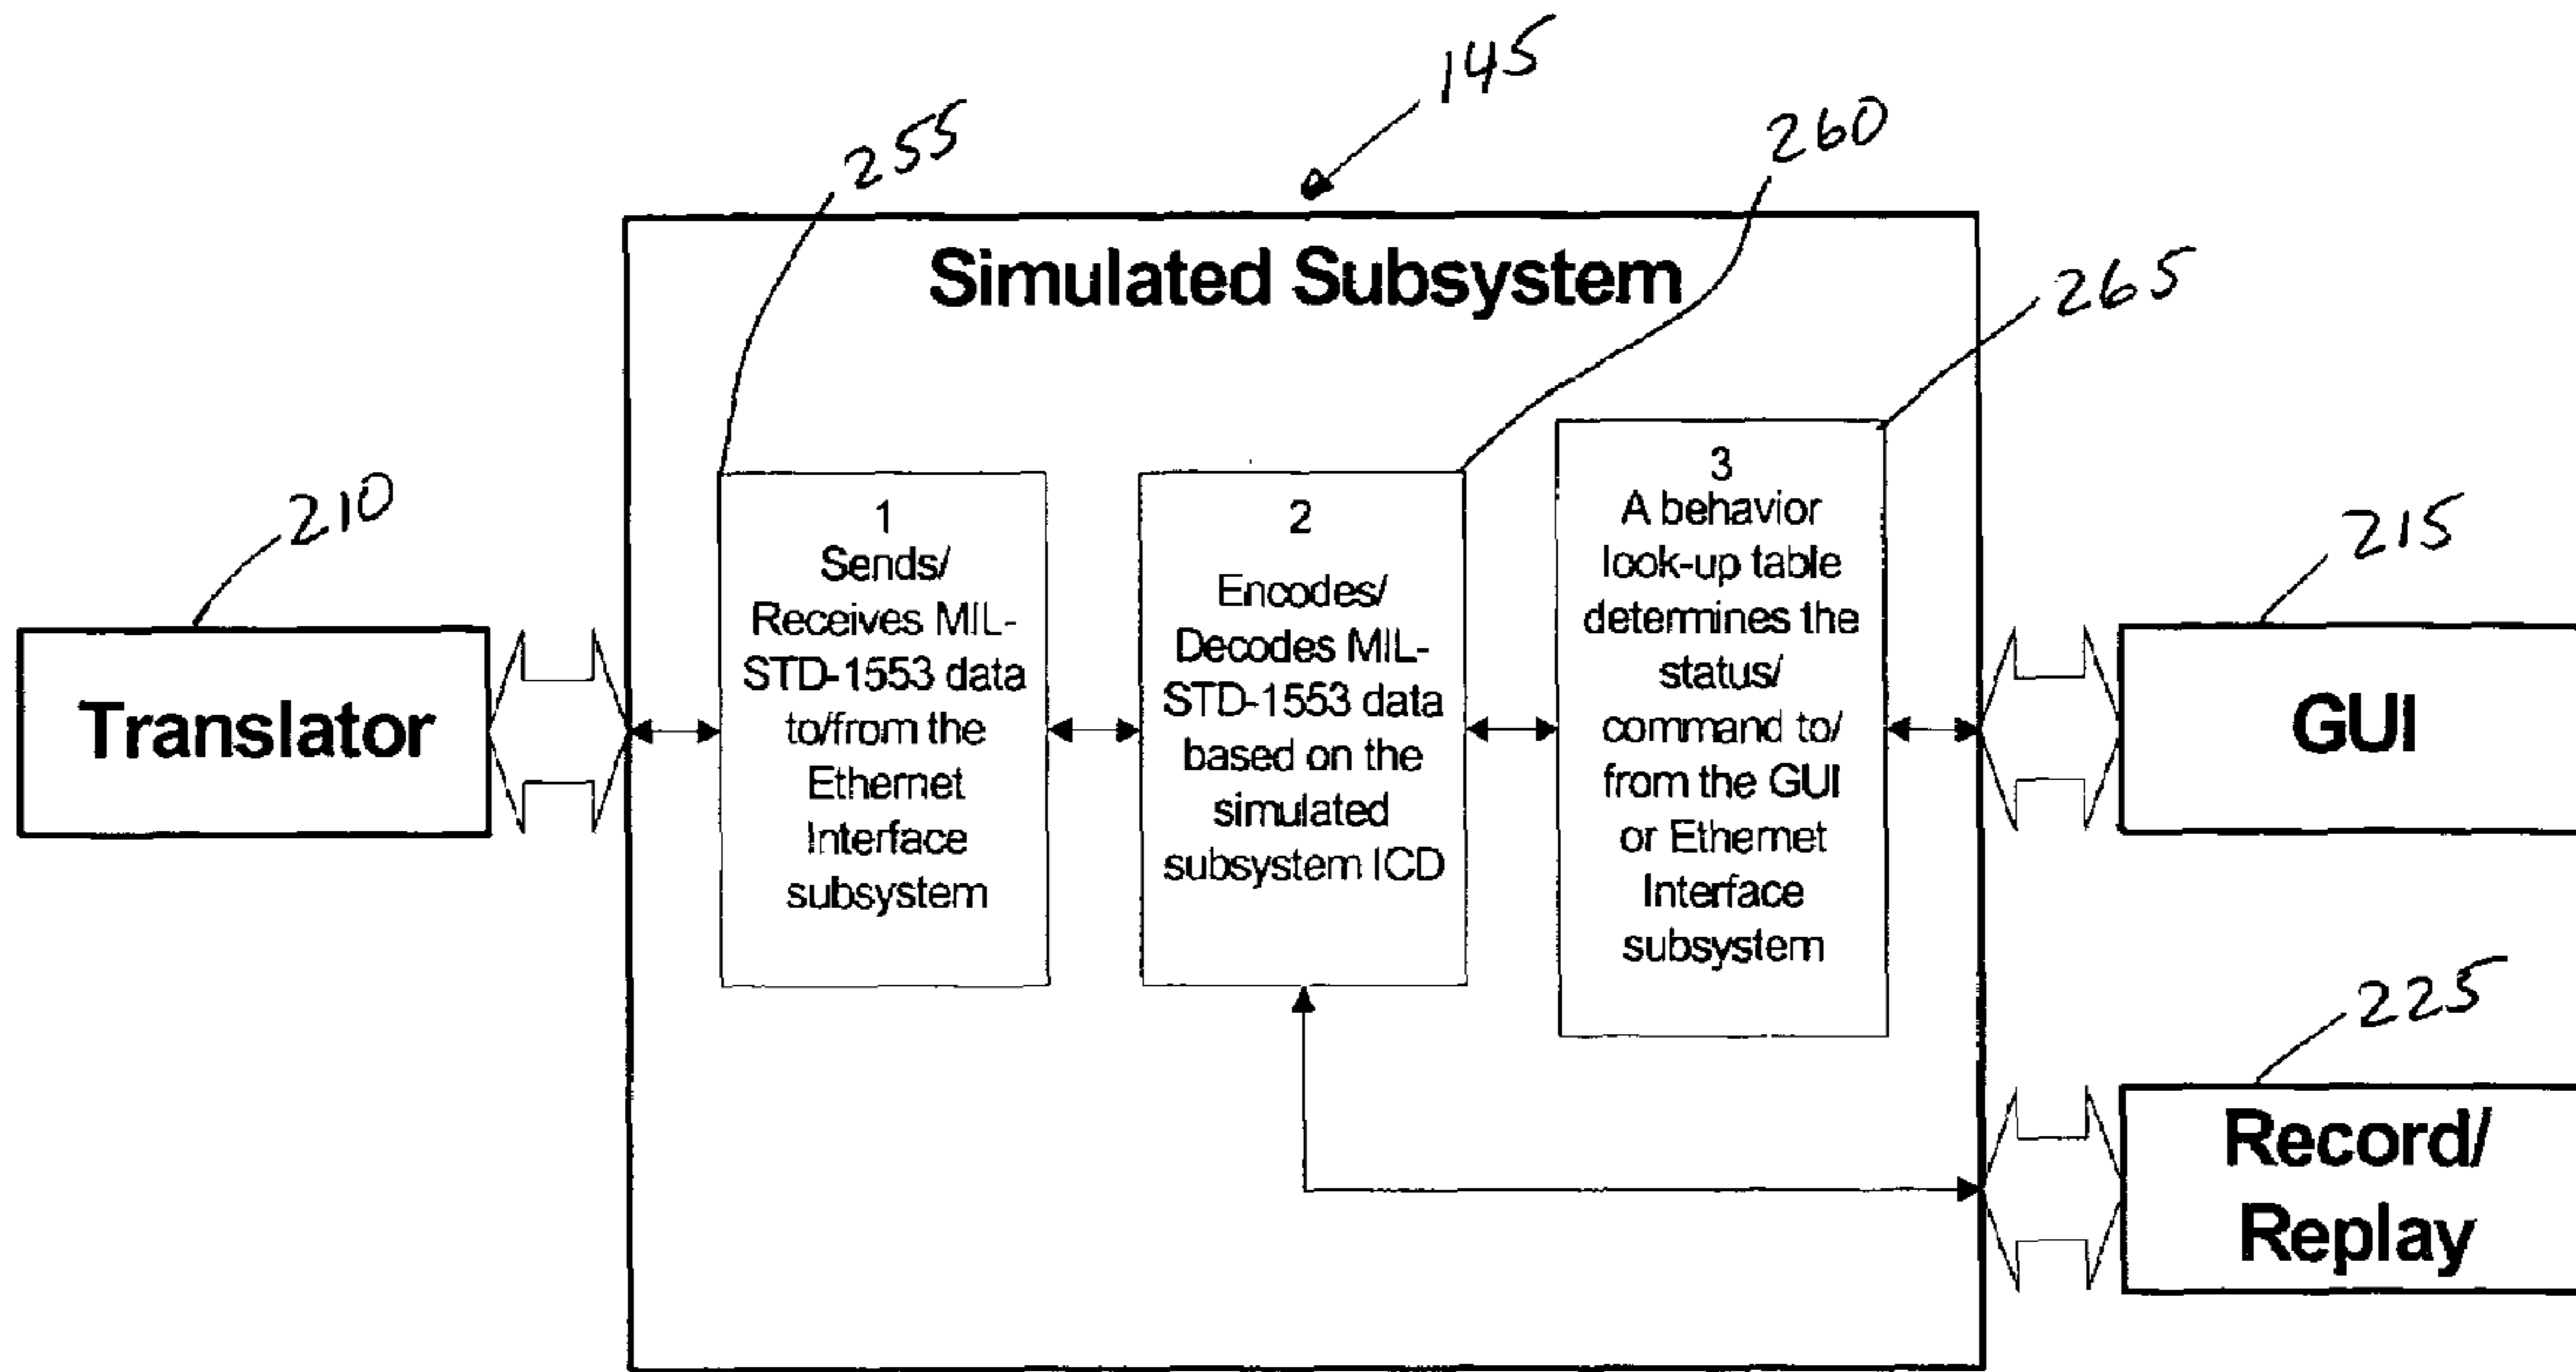 145
255
260
Simulated Subsystem
265
210
215
Translator
1
Sends/
Receives MIL-
STD-1553 data
to/from the
Ethernet
Interface
subsystem
2
Encodes/
Decodes MIL-
STD-1553 data
based on the
simulated
subsystem ICD
3
A behavior
look-up table
determines the
status/
command to/
from the GUI
or Ethernet
Interface
subsystem
GUI
225
Record/
Replay